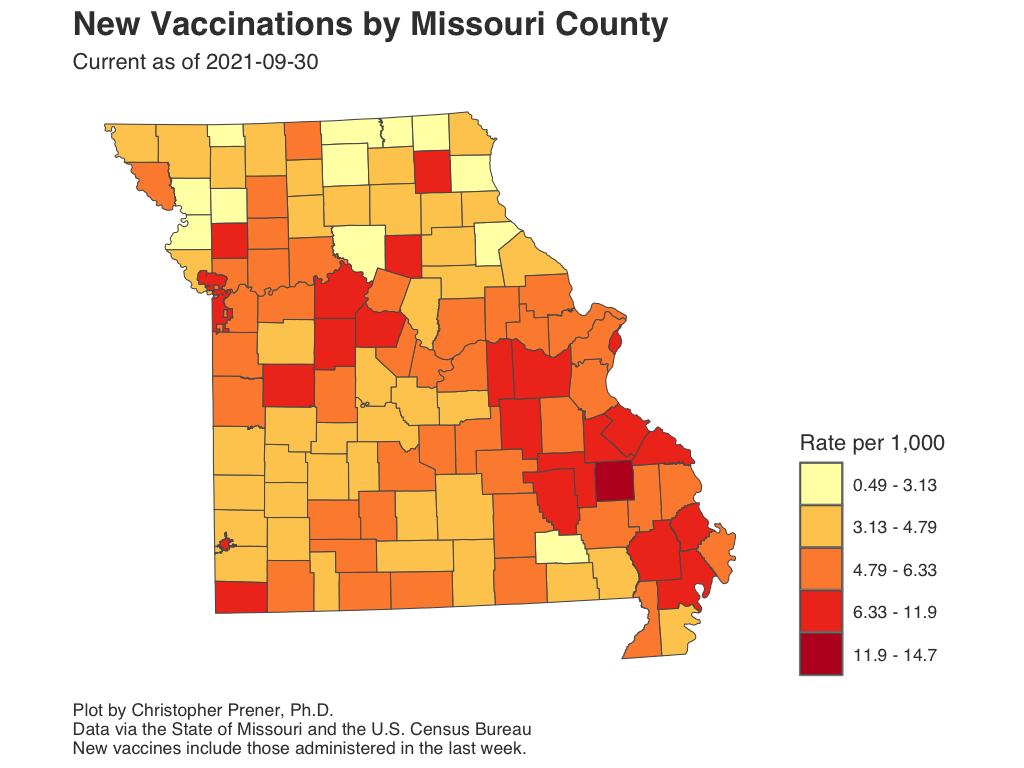 New Vaccinations by Missouri County
Current as of 2021-09-30
Rate per 1,000
0.49 - 3.13
3.13 - 4.79
4.79 - 6.33
6.33 - 11.9
11.9 - 14.7
Plot by Christopher Prener, Ph.D.
Data via the State of Missouri and the U.S. Census Bureau
New vaccines include those administered in the last week.